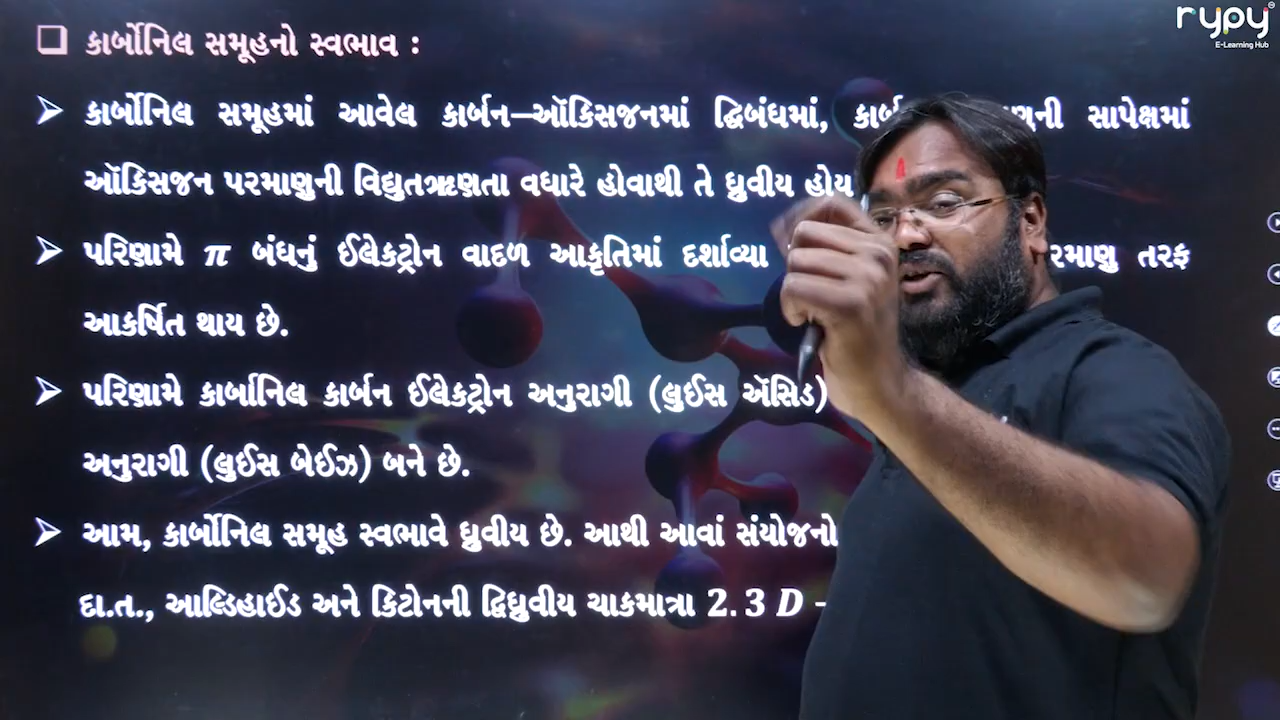 rypy
E-Learning Hub
કાર્બોનિલ સમૂહનો સ્વભાવ :
કાર્બોનિલ સમૂહમાં આવેલ કાર્બન–ઑક્સિજનમાં દ્વિબંધમાં, સાપેક્ષમાં
ઑક્સિજન પરમાણુની વિદ્યુતઋણતા વધારે હોવાથી તે ધ્રુવીય હોય
પરિણામે π બંધનું ઈલેક્ટ્રોન વાદળ આકૃતિમાં દર્શાવ્યા તરફ
આકર્ષિત થાય છે.
પરિણામે કાર્બાનિલ કાર્બન ઈલેક્ટ્રોન અનુરાગી (લુઈસ ઍસિડ)
અનુરાગી (લુઈસ બેઈઝ) બને છે.
આમ, કાર્બોનિલ સમૂહ સ્વભાવે ધ્રુવીય છે. આથી આવાં સંયોજનો
દા.ત., આલ્ડિહાઈડ અને કિટોનની દ્વિધ્રુવીય ચાકમાત્રા 2.3 D -